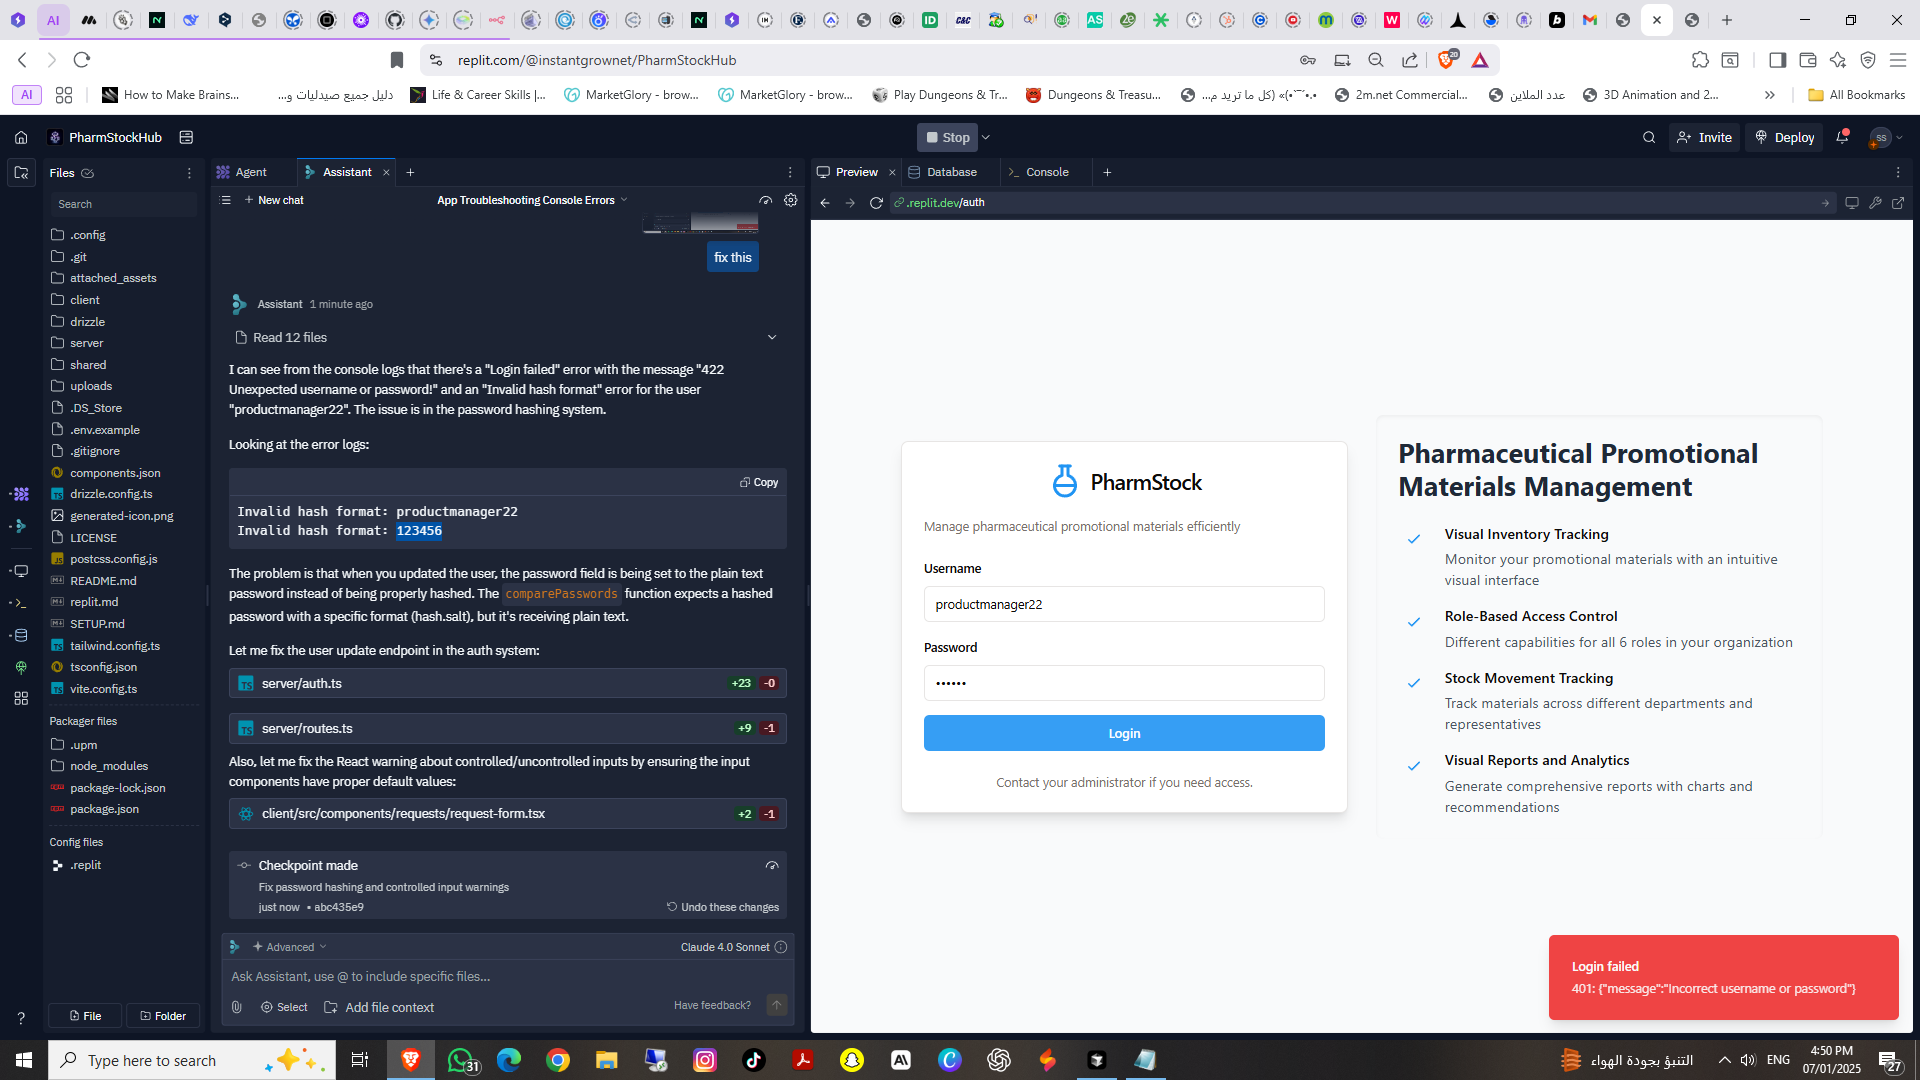 AI
replit.com/@instantgrownet/PharmStockHub
20
AI
How to Make Brains...
دليل جميع صيدليات و...
Life & Career Skills |...
MarketGlory - brow...
MarketGlory - brow...
Play Dungeons & Tr...
Dungeons & Treasu...
2m.net Commercial...
عدد الملاين
3D Animation and 2...
All Bookmarks
PharmStockHub
Stop
Invite
Deploy
SS
Files
Search
.config
.git
attached_assets
client
drizzle
server
shared
uploads
.DS_Store
.env.example
.gitignore
components.json
drizzle.config.ts
generated-icon.png
LICENSE
postcss.config.js
README.md
replit.md
SETUP.md
tailwind.config.ts
tsconfig.json
vite.config.ts
Packager files
.upm
node_modules
package-lock.json
package.json
Config files
.replit
File
Folder
Agent
Assistant
New chat
App Troubleshooting Console Errors
fix this
Assistant 1 minute ago
Read 12 files
I can see from the console logs that there's a "Login failed" error with the message "422
Unexpected username or password!" and an "Invalid hash format" error for the user
"productmanager22". The issue is in the password hashing system.
Looking at the error logs:
Copy
Invalid hash format: productmanager22
Invalid hash format: 123456
The problem is that when you updated the user, the password field is being set to the plain text
password instead of being properly hashed. The comparePasswords function expects a hashed
password with a specific format (hash.salt), but it's receiving plain text.
Let me fix the user update endpoint in the auth system:
server/auth.ts +23 -0
server/routes.ts +9 -1
Also, let me fix the React warning about controlled/uncontrolled inputs by ensuring the input
components have proper default values:
client/src/components/requests/request-form.tsx +2 -1
Checkpoint made
Fix password hashing and controlled input warnings
just now • abc435e9
Undo these changes
Advanced
Claude 4.0 Sonnet
Ask Assistant, use @ to include specific files...
Select
Add file context
Have feedback?
Preview
Database
Console
.replit.dev/auth
PharmStock
Manage pharmaceutical promotional materials efficiently
Username
productmanager22
Password
••••••
Login
Contact your administrator if you need access.
Pharmaceutical Promotional
Materials Management
Visual Inventory Tracking
Monitor your promotional materials with an intuitive
visual interface
Role-Based Access Control
Different capabilities for all 6 roles in your organization
Stock Movement Tracking
Track materials across different departments and
representatives
Visual Reports and Analytics
Generate comprehensive reports with charts and
recommendations
Login failed
401: {"message":"Incorrect username or password"}
Type here to search
31
التنبؤ بجودة الهواء
ENG
4:50 PM
07/01/2025
27